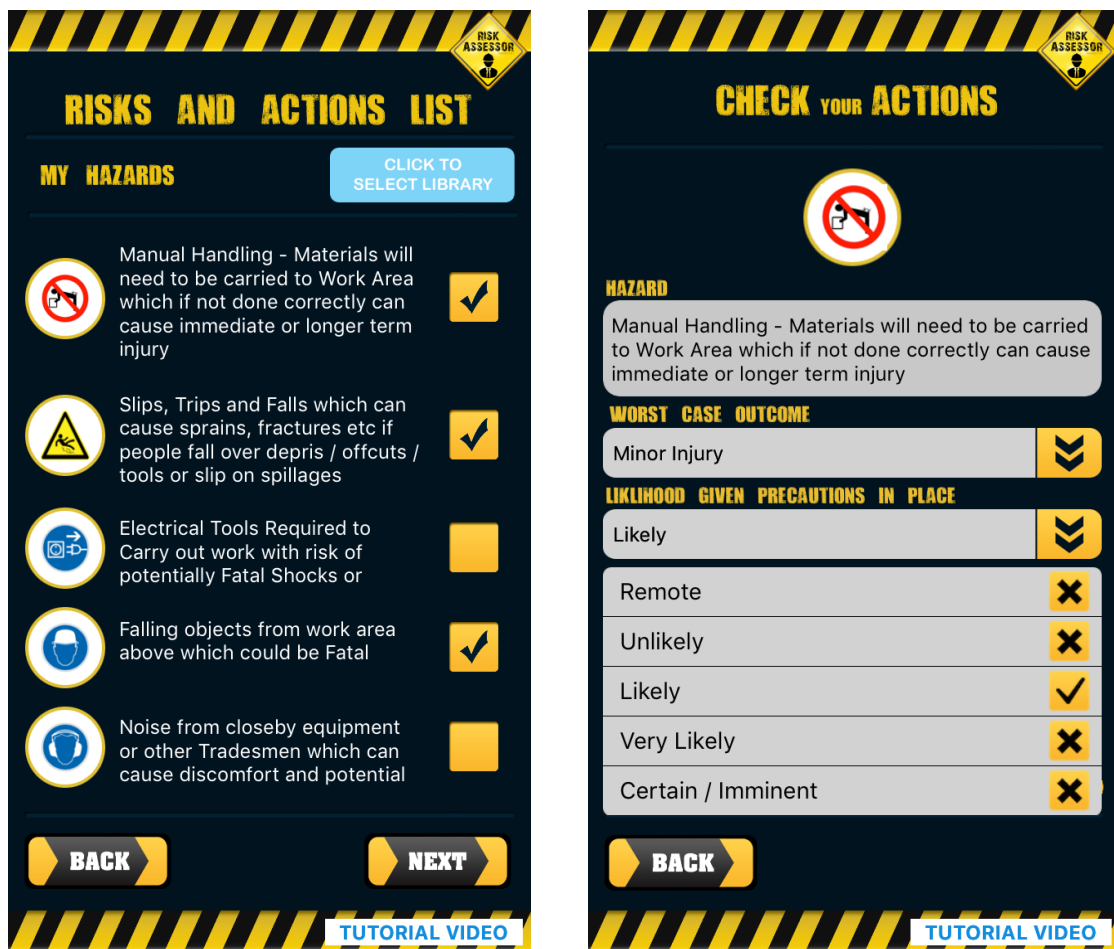 RISK
ASSESSOR
RISKS AND ACTIONS LIST
MY HAZARDS
CLICK TO
SELECT LIBRARY
Manual Handling - Materials will
need to be carried to Work Area
which if not done correctly can
cause immediate or longer term
injury
Slips, Trips and Falls which can
cause sprains, fractures etc if
people fall over depris / offcuts /
tools or slip on spillages
Electrical Tools Required to
Carry out work with risk of
potentially Fatal Shocks or
Falling objects from work area
above which could be Fatal
Noise from closeby equipment
or other Tradesmen which can
cause discomfort and potential
BACK
NEXT
TUTORIAL VIDEO
RISK
ASSESSOR
CHECK YOUR ACTIONS
HAZARD
Manual Handling - Materials will need to be carried
to Work Area which if not done correctly can cause
immediate or longer term injury
WORST CASE OUTCOME
Minor Injury
LIKLIHOOD GIVEN PRECAUTIONS IN PLACE
Likely
Remote
Unlikely
Likely
Very Likely
Certain / Imminent
BACK
TUTORIAL VIDEO